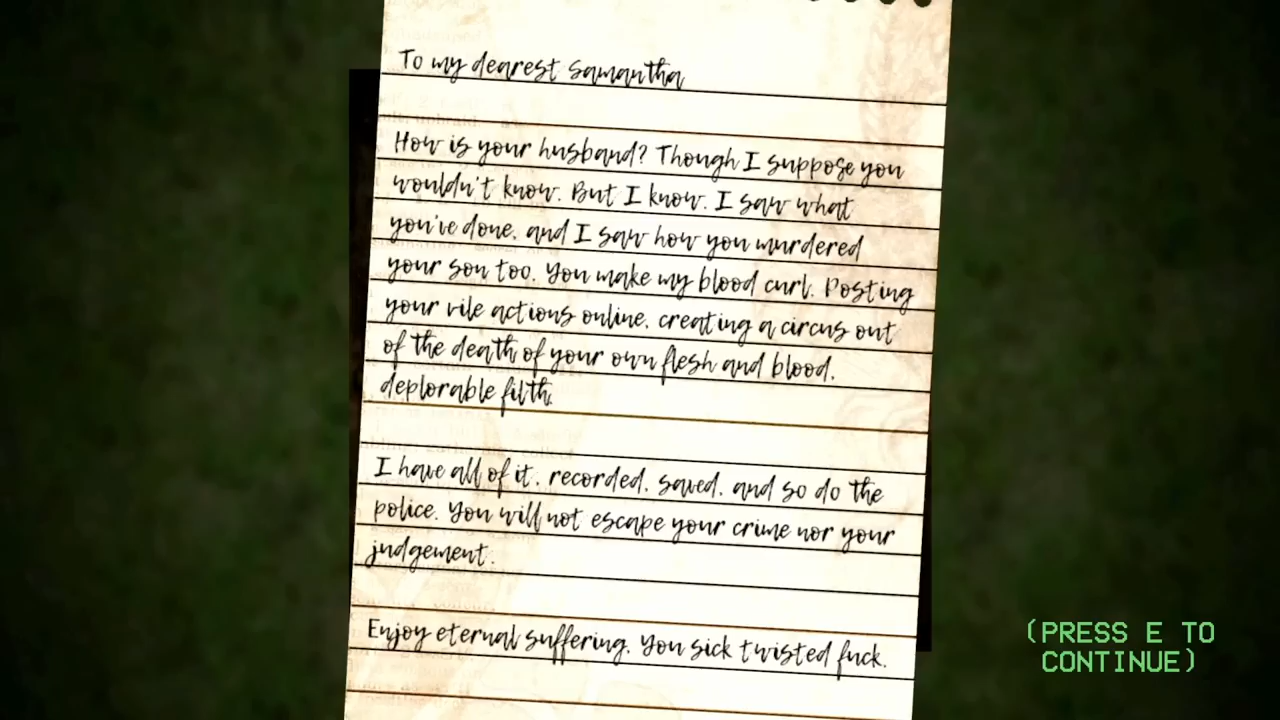 To my dearest Samantha
How is your husband? Though I suppose you
wouldn't know. But I know. I saw what
you've done, and I saw how you murdered
your son too. You make my blood curl. Posting
your vile actions online, creating a circus out
of the death of your own flesh and blood,
deplorable filth.
I have all of it, recorded, saved, and so do the
police. You will not escape your crime nor your
judgement.
Enjoy eternal suffering. You sick twisted fuck.
(PRESS E TO
CONTINUE)